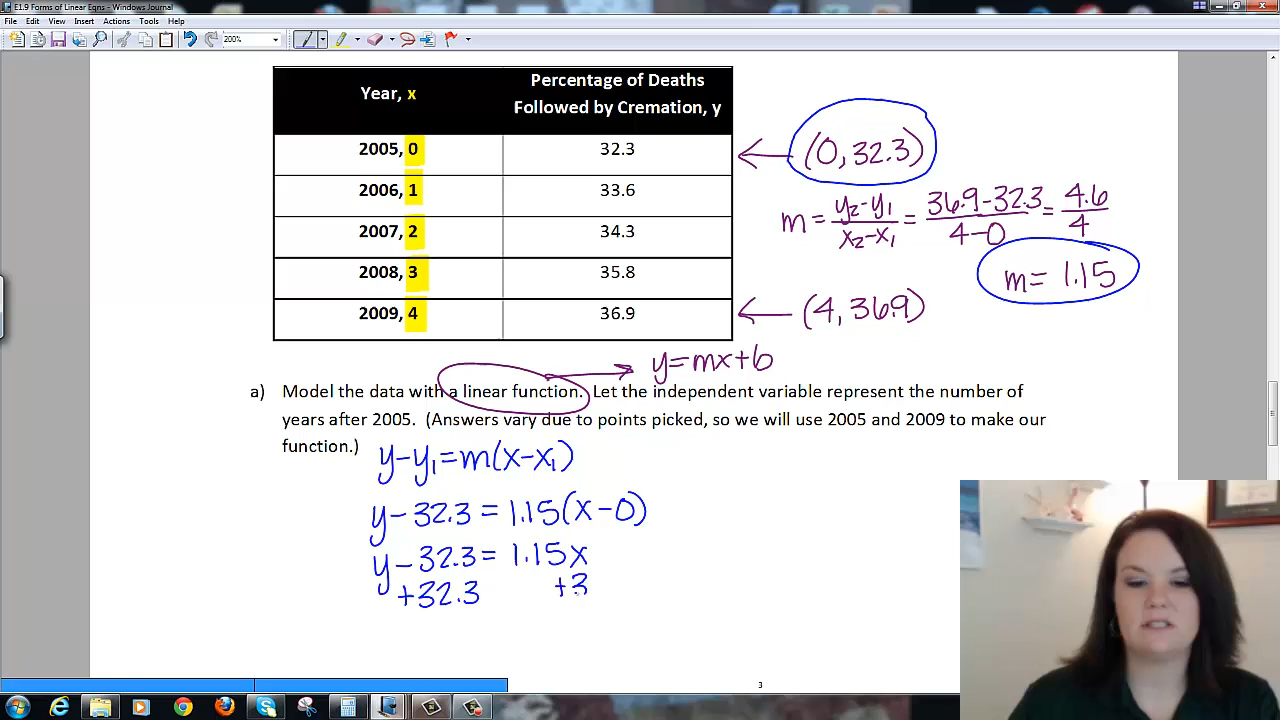 E1.9 Forms of Linear Eqns - Windows Journal
File Edit View Insert Actions Tools Help
200%
Year, x
Percentage of Deaths
Followed by Cremation, y
2005, 0 32.3
2006, 1 33.6
2007, 2 34.3
2008, 3 35.8
2009, 4 36.9
(0, 32.3)
m = y₂-y₁/x₂-x₁ = 36.9-32.3/4-0 = 4.6/4
m = 1.15
(4, 36.9)
y=mx+b
a) Model the data with a linear function. Let the independent variable represent the number of
years after 2005. (Answers vary due to points picked, so we will use 2005 and 2009 to make our
function.)
y-y₁=m(x-x₁)
y-32.3 = 1.15(x-0)
y-32.3 = 1.15x
+32.3 +3
3